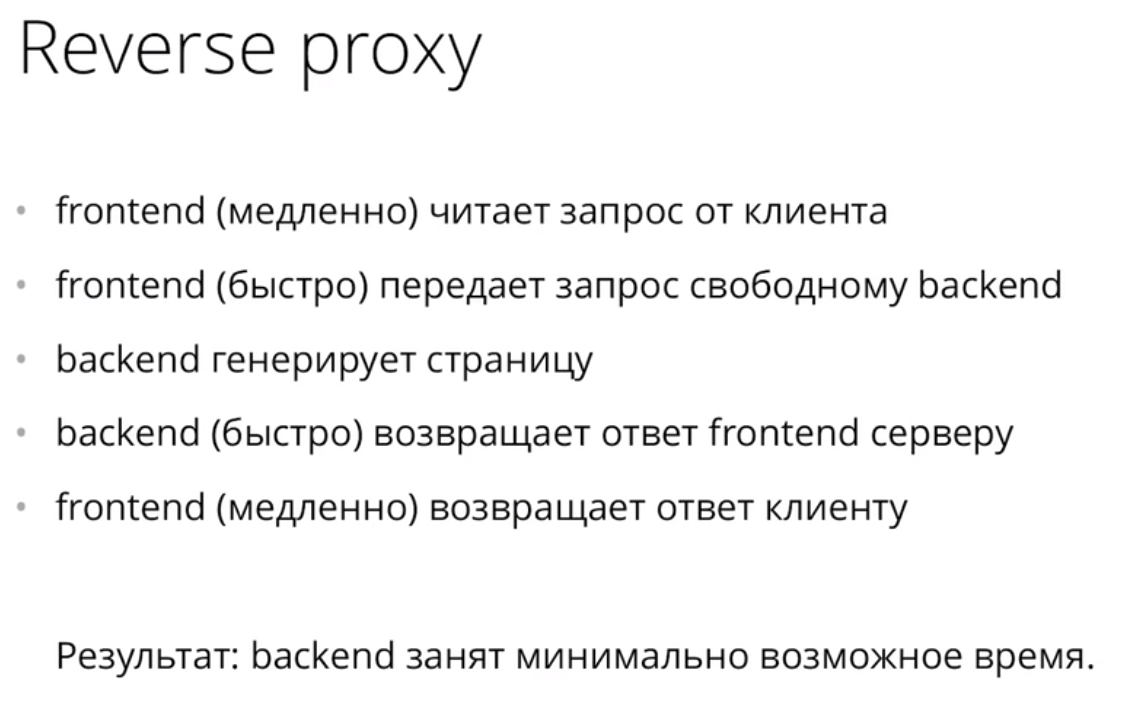 Reverse proxy
• frontend (медленно) читает запрос от клиента
• frontend (быстро) передает запрос свободному backend
• backend генерирует страницу
• backend (быстро) возвращает ответ frontend серверу
• frontend (медленно) возвращает ответ клиенту
Результат: backend занят минимально возможное время.